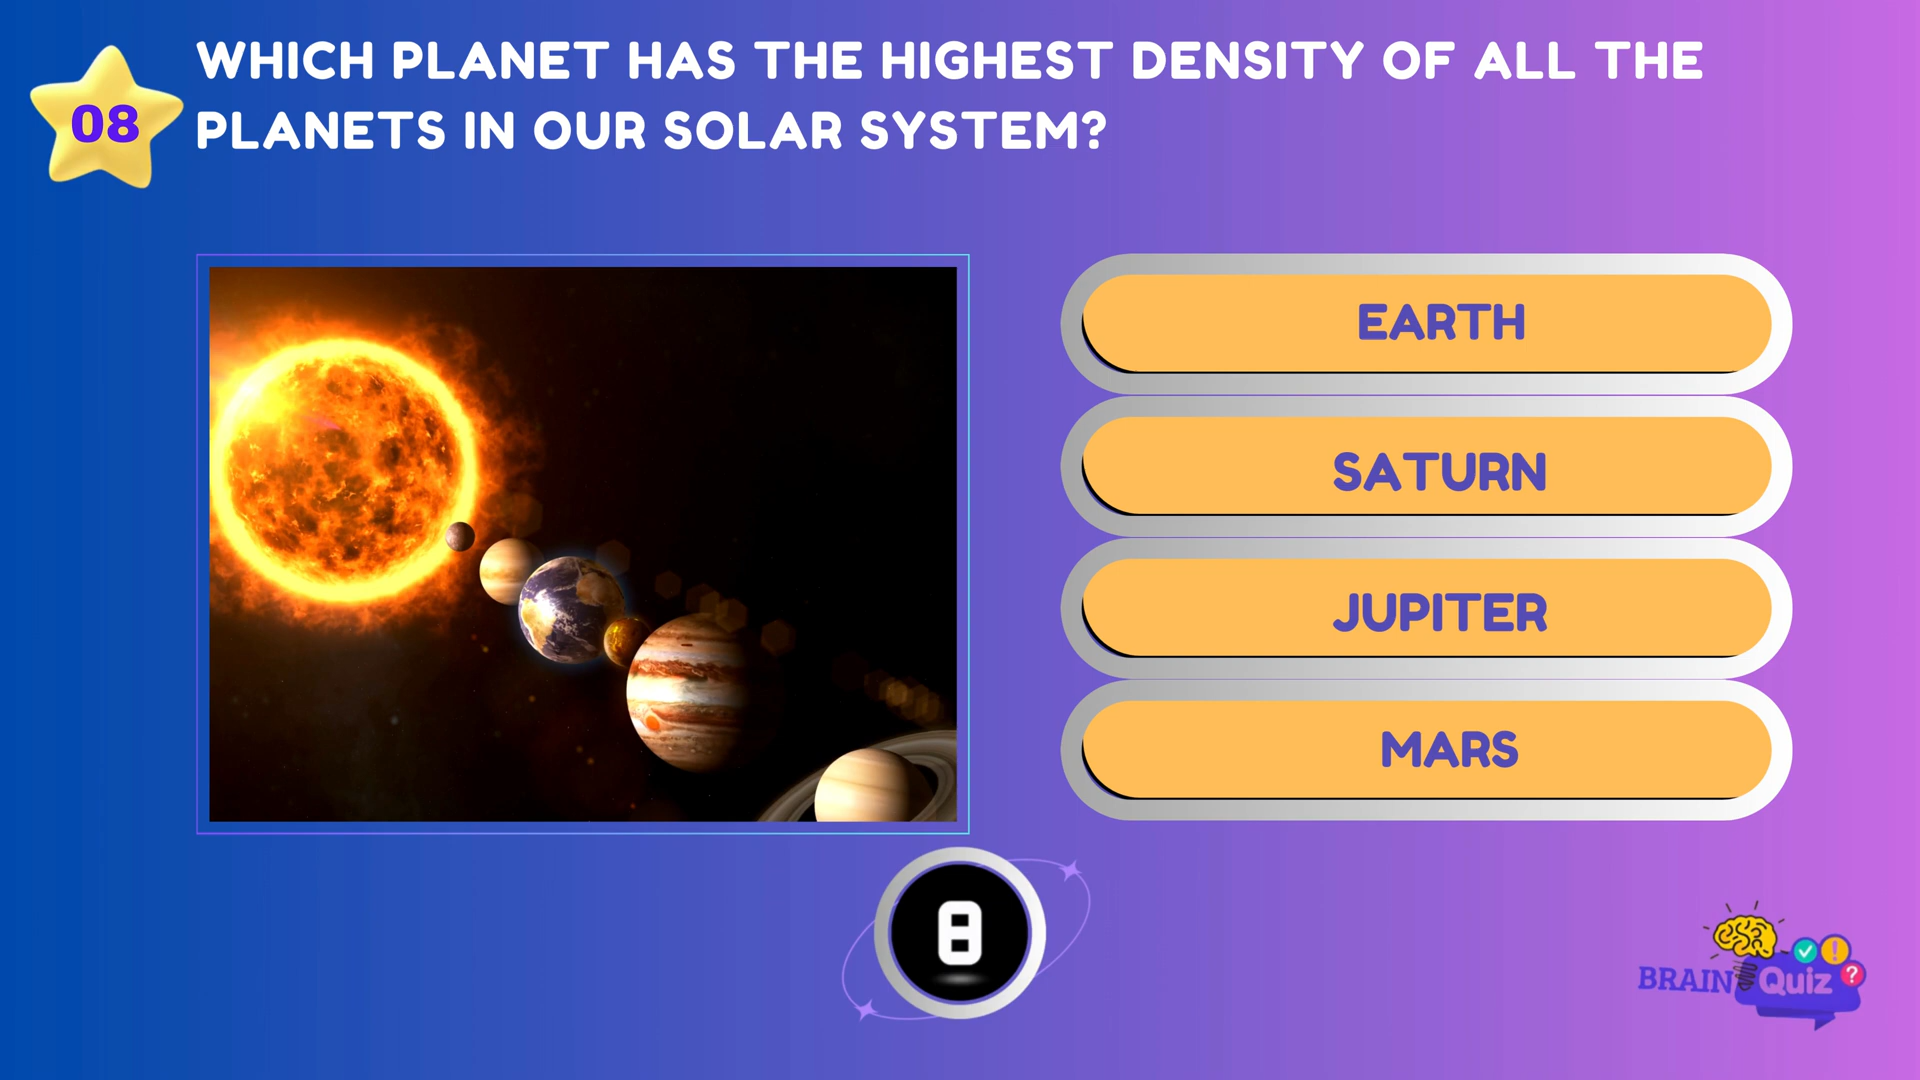 08
WHICH PLANET HAS THE HIGHEST DENSITY OF ALL THE
PLANETS IN OUR SOLAR SYSTEM?
EARTH
SATURN
JUPITER
MARS
8
BRAIN Quiz